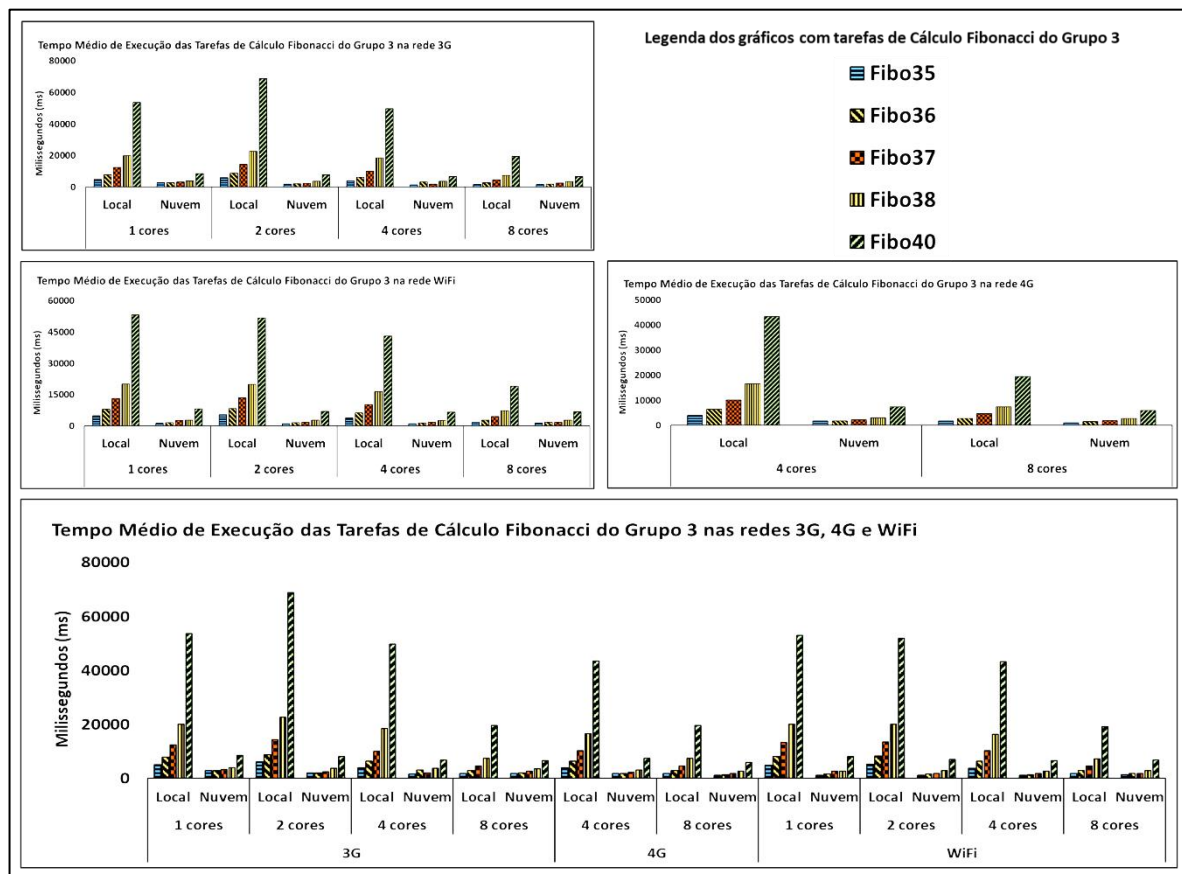 Tempo Médio de Execução das Tarefas de Cálculo Fibonacci do Grupo 3 na rede 3G
Milissegundos (ms)
80000
60000
40000
20000
0
Local Nuvem Local Nuvem Local Nuvem Local Nuvem
1 cores 2 cores 4 cores 8 cores
Legenda dos gráficos com tarefas de Cálculo Fibonacci do Grupo 3
Fibo35
Fibo36
Fibo37
Fibo38
Fibo40
Tempo Médio de Execução das Tarefas de Cálculo Fibonacci do Grupo 3 na rede WiFi
Milissegundos (ms)
60000
45000
30000
15000
0
Local Nuvem Local Nuvem Local Nuvem Local Nuvem
1 cores 2 cores 4 cores 8 cores
Tempo Médio de Execução das Tarefas de Cálculo Fibonacci do Grupo 3 na rede 4G
Milissegundos (ms)
50000
40000
30000
20000
10000
0
Local Nuvem Local Nuvem
4 cores 8 cores
Tempo Médio de Execução das Tarefas de Cálculo Fibonacci do Grupo 3 nas redes 3G, 4G e WiFi
Milissegundos (ms)
80000
60000
40000
20000
0
Local Nuvem Local Nuvem Local Nuvem Local Nuvem Local Nuvem Local Nuvem Local Nuvem Local Nuvem Local Nuvem Local Nuvem
1 cores 2 cores 4 cores 8 cores 4 cores 8 cores 1 cores 2 cores 4 cores 8 cores
3G 4G WiFi